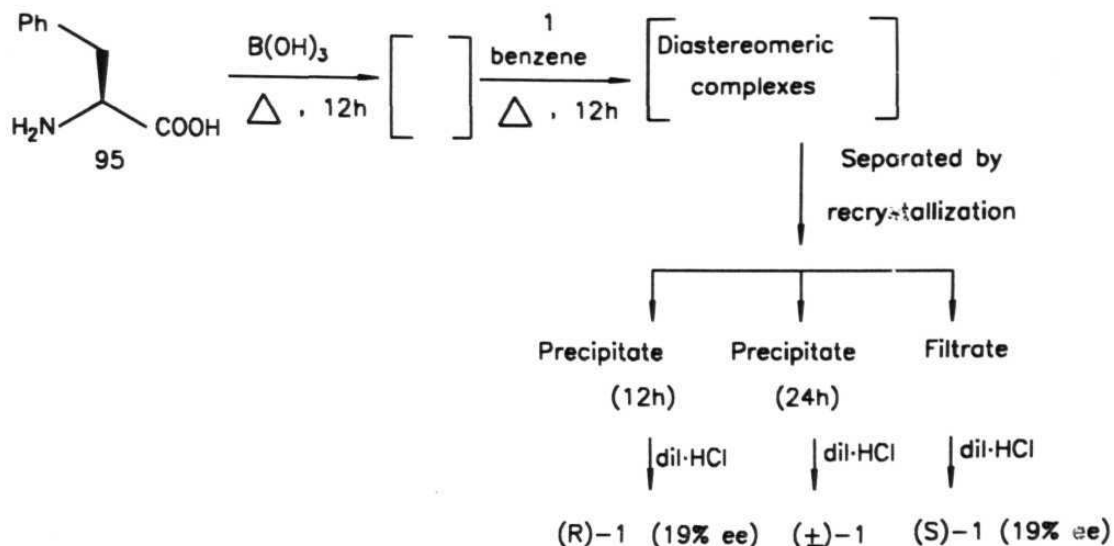 Ph
H₂N
COOH
95
B(OH)₃
△ , 12h
1
benzene
△ , 12h
Diastereomeric
complexes
Separated by
recrystallization
Precipitate
(12h)
Precipitate
(24h)
Filtrate
dil·HCl
dil·HCl
dil·HCl
(R)-1 (19% ee)
(±)-1
(S)-1 (19% ee)